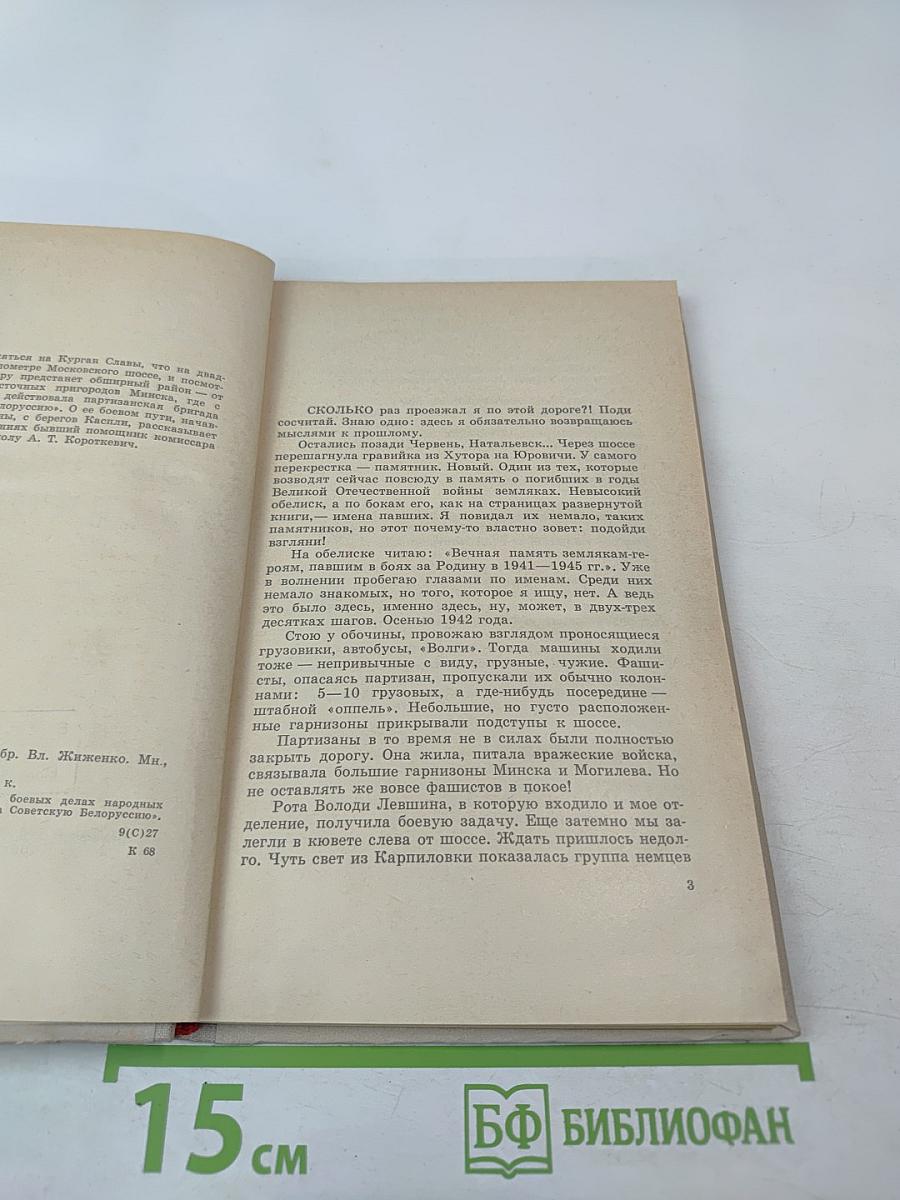 яться на Курган Славы, что на двад-
лометре Московского шоссе, и посмот-
ру предстанет обширный район — от
сточных пригородов Минска, где с
действовала партизанская бригада
лоруссию». О ее боевом пути, начав-
ны, с берегов Каспли, рассказывает
ниях бывший помощник комиссара
молу А. Т. Короткевич.
бр. Вл. Жиженко. Мн.,
к.
боевых делах народных
а Советскую Белоруссию».
9(С)27
К 68
СКОЛЬКО раз проезжал я по этой дороге?! Поди
сосчитай. Знаю одно: здесь я обязательно возвращаюсь
мыслями к прошлому.
Остались позади Червень, Натальевск... Через шоссе
перешагнула гравийка из Хутора на Юровичи. У самого
перекрестка — памятник. Новый. Один из тех, которые
возводят сейчас повсюду в память о погибших в годы
Великой Отечественной войны земляках. Невысокий
обелиск, а по бокам его, как на страницах развернутой
книги,— имена павших. Я повидал их немало, таких
памятников, но этот почему-то властно зовет: подойди
взгляни!
На обелиске читаю: «Вечная память землякам-ге-
роям, павшим в боях за Родину в 1941—1945 гг.». Уже
в волнении пробегаю глазами по именам. Среди них
немало знакомых, но того, которое я ищу, нет. А ведь
это было здесь, именно здесь, ну, может, в двух-трех
десятках шагов. Осенью 1942 года.
Стою у обочины, провожаю взглядом проносящиеся
грузовики, автобусы, «Волги». Тогда машины ходили
тоже — непривычные с виду, грузные, чужие. Фаши-
сты, опасаясь партизан, пропускали их обычно колон-
нами: 5—10 грузовых, а где-нибудь посередине —
штабной «оппель». Небольшие, но густо расположен-
ные гарнизоны прикрывали подступы к шоссе.
Партизаны в то время не в силах были полностью
закрыть дорогу. Она жила, питала вражеские войска,
связывала большие гарнизоны Минска и Могилева. Но
не оставлять же вовсе фашистов в покое!
Рота Володи Левшина, в которую входило и мое от-
деление, получила боевую задачу. Еще затемно мы за-
легли в кювете слева от шоссе. Ждать пришлось недол-
го. Чуть свет из Карпиловки показалась группа немцев
3
15 см
БФ БИБЛИОФАН